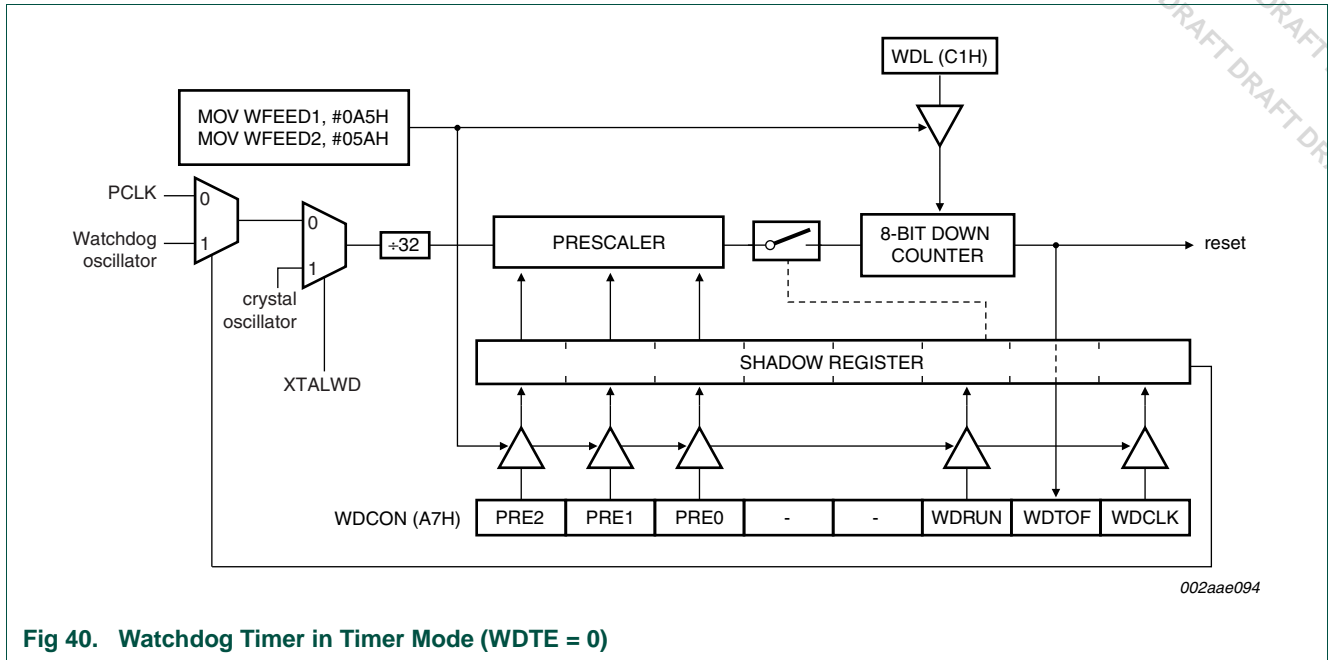 DRAFT DRAFT DRA
DRAFT
WDL (C1H)
MOV WFEED1, #0A5H
MOV WFEED2, #05AH
PCLK
0
1
Watchdog
oscillator
0
1
crystal
oscillator
XTALWD
÷32
PRESCALER
8-BIT DOWN
COUNTER
reset
SHADOW REGISTER
WDCON (A7H)
PRE2
PRE1
PRE0
-
-
WDRUN
WDTOF
WDCLK
002aae094
Fig 40. Watchdog Timer in Timer Mode (WDTE = 0)